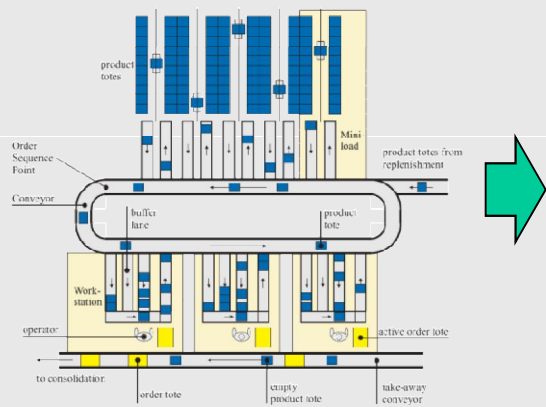 product
totes
Mini
load
Order
Sequence
Point
product totes from
replenishment
Conveyor
buffer
lane
product
tote
Work-
station
operator
active order tote
to consolidation
order tote
empty
product tote
take-away
conveyor